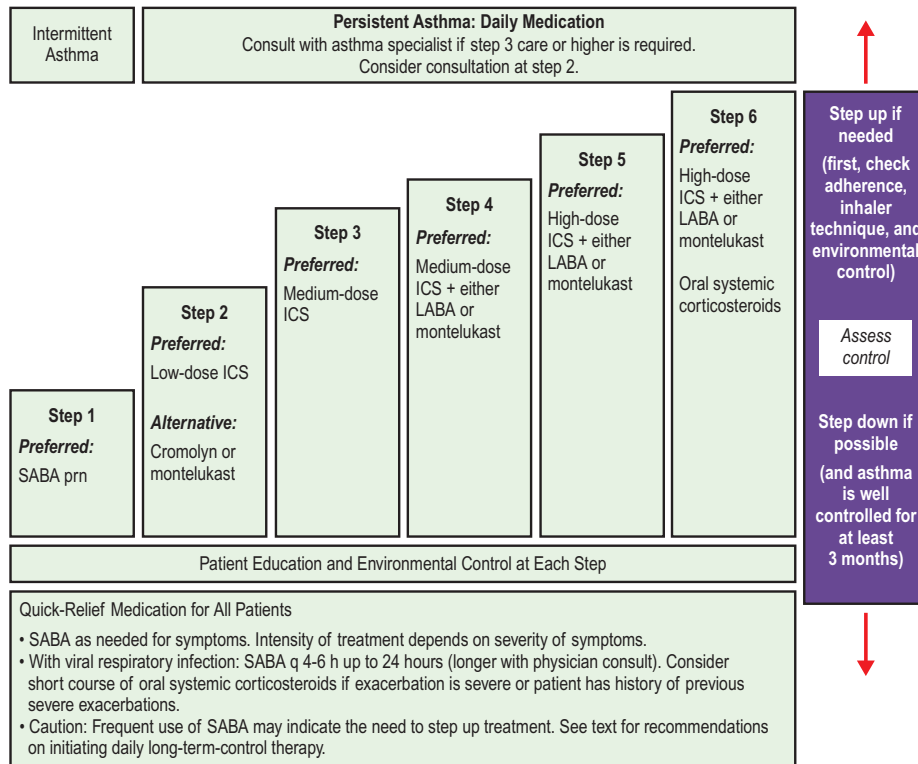 Intermittent
Asthma
Persistent Asthma: Daily Medication
Consult with asthma specialist if step 3 care or higher is required.
Consider consultation at step 2.
Step 1
Preferred:
SABA prn
Step 2
Preferred:
Low-dose ICS
Alternative:
Cromolyn or
montelukast
Step 3
Preferred:
Medium-dose
ICS
Step 4
Preferred:
Medium-dose
ICS + either
LABA or
montelukast
Step 5
Preferred:
High-dose
ICS + either
LABA or
montelukast
Step 6
Preferred:
High-dose
ICS + either
LABA or
montelukast
Oral systemic
corticosteroids
Step up if
needed
(first, check
adherence,
inhaler
technique, and
environmental
control)
Assess
control
Step down if
possible
(and asthma
is well
controlled for
at least
3 months)
Patient Education and Environmental Control at Each Step
Quick-Relief Medication for All Patients
• SABA as needed for symptoms. Intensity of treatment depends on severity of symptoms.
• With viral respiratory infection: SABA q 4-6 h up to 24 hours (longer with physician consult). Consider
short course of oral systemic corticosteroids if exacerbation is severe or patient has history of previous
severe exacerbations.
• Caution: Frequent use of SABA may indicate the need to step up treatment. See text for recommendations
on initiating daily long-term-control therapy.